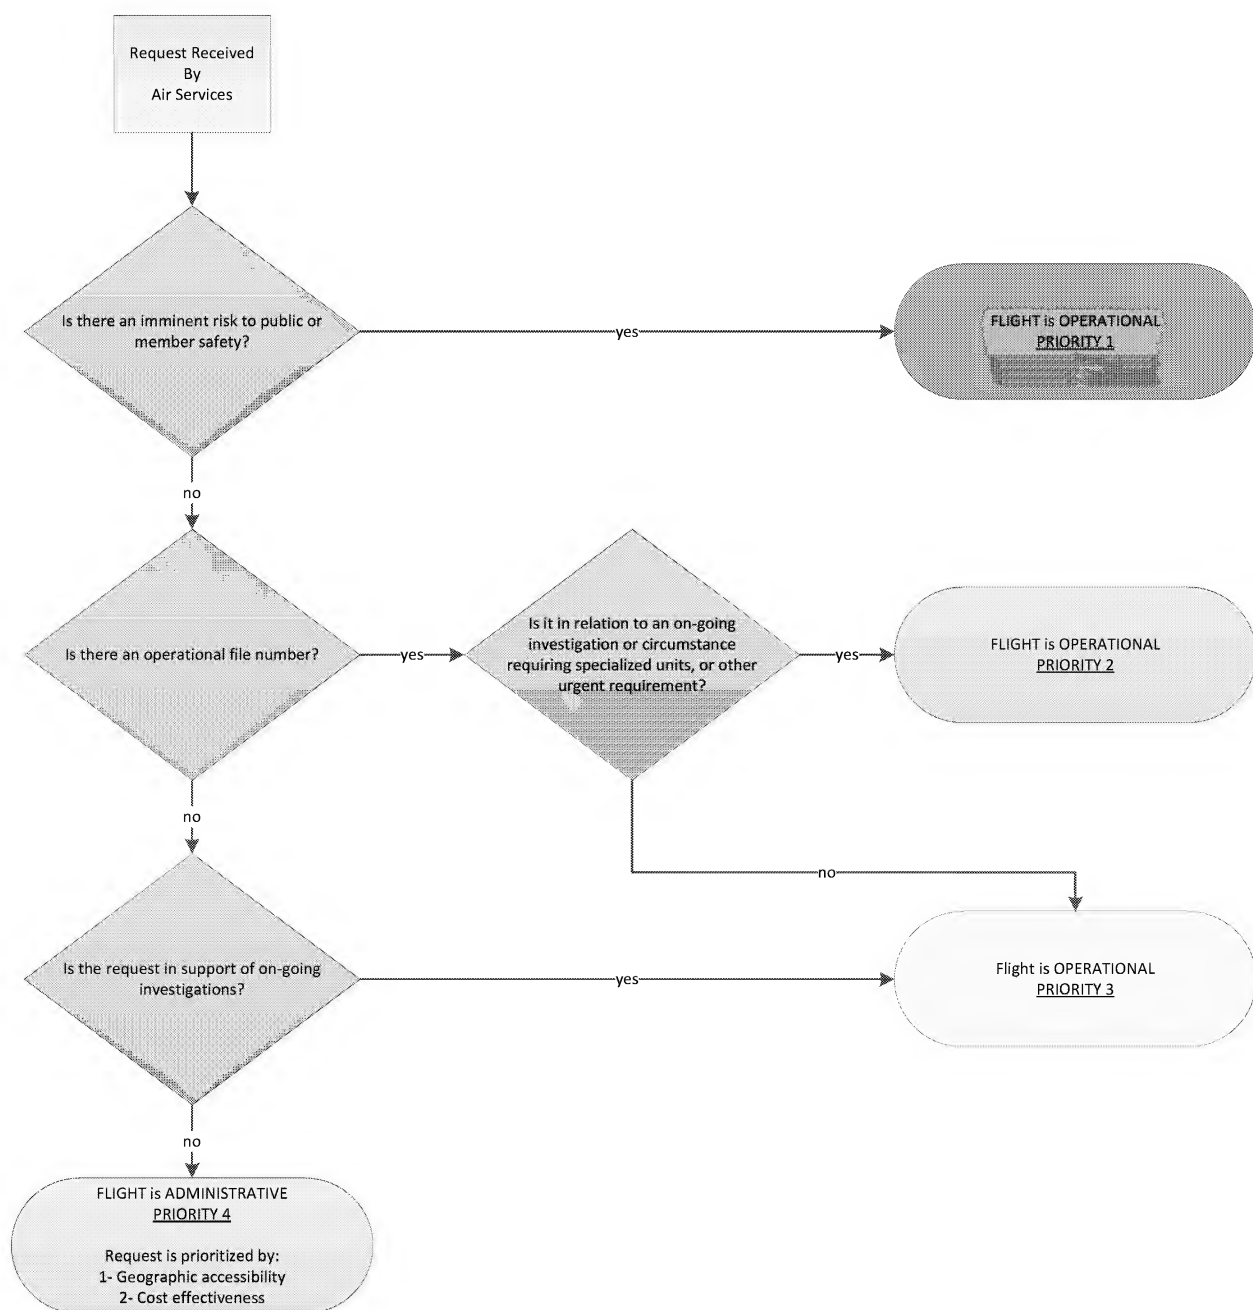 Request Received
By
Air Services
Is there an imminent risk to public or
member safety?
yes
FLIGHT is OPERATIONAL
PRIORITY 1
no
Is there an operational file number?
yes
Is it in relation to an on-going
investigation or circumstance
requiring specialized units, or other
urgent requirement?
yes
FLIGHT is OPERATIONAL
PRIORITY 2
no
no
Is the request in support of on-going
investigations?
yes
Flight is OPERATIONAL
PRIORITY 3
no
FLIGHT is ADMINISTRATIVE
PRIORITY 4
Request is prioritized by:
1- Geographic accessibility
2- Cost effectiveness